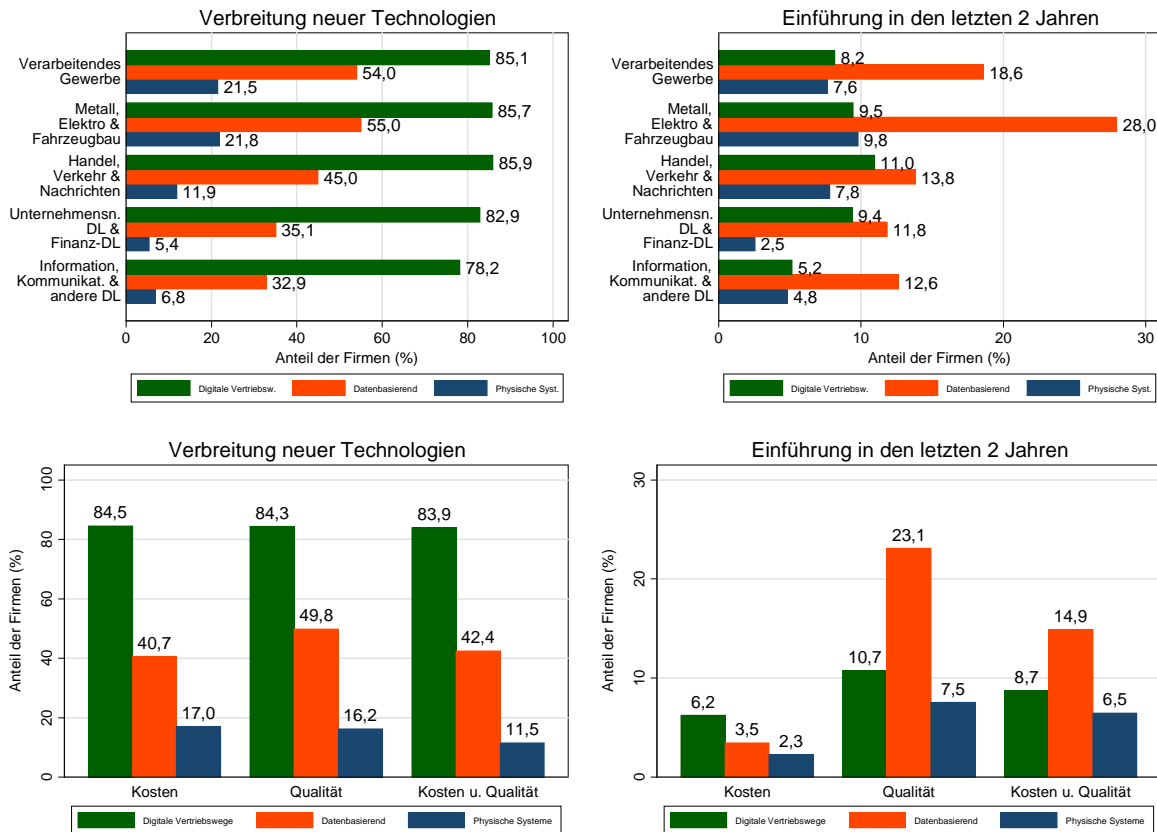 Verbreitung neuer Technologien
Verarbeitendes
Gewerbe
Metall,
Elektro &
Fahrzeugbau
Handel,
Verkehr &
Nachrichten
Unternehmensn.
DL &
Finanz-DL
Information,
Kommunikat. &
andere DL
85,1
54,0
21,5
85,7
55,0
21,8
85,9
45,0
11,9
82,9
35,1
5,4
78,2
32,9
6,8
0 20 40 60 80 100
Anteil der Firmen (%)
Digitale Vertriebsw. Datenbasierend Physische Syst.
Einführung in den letzten 2 Jahren
Verarbeitendes
Gewerbe
Metall,
Elektro &
Fahrzeugbau
Handel,
Verkehr &
Nachrichten
Unternehmensn.
DL &
Finanz-DL
Information,
Kommunikat. &
andere DL
8,2
18,6
7,6
9,5
28,0
9,8
11,0
13,8
7,8
9,4
11,8
2,5
5,2
12,6
4,8
0 10 20 30
Anteil der Firmen (%)
Digitale Vertriebsw. Datenbasierend Physische Syst.
Verbreitung neuer Technologien
Anteil der Firmen (%)
100
80
60
40
20
0
84,5
40,7
17,0
84,3
49,8
16,2
83,9
42,4
11,5
Kosten Qualität Kosten u. Qualität
Digitale Vertriebswege Datenbasierend Physische Systeme
Einführung in den letzten 2 Jahren
Anteil der Firmen (%)
30
20
10
0
6,2
3,5
2,3
10,7
23,1
7,5
8,7
14,9
6,5
Kosten Qualität Kosten u. Qualität
Digitale Vertriebswege Datenbasierend Physische Systeme